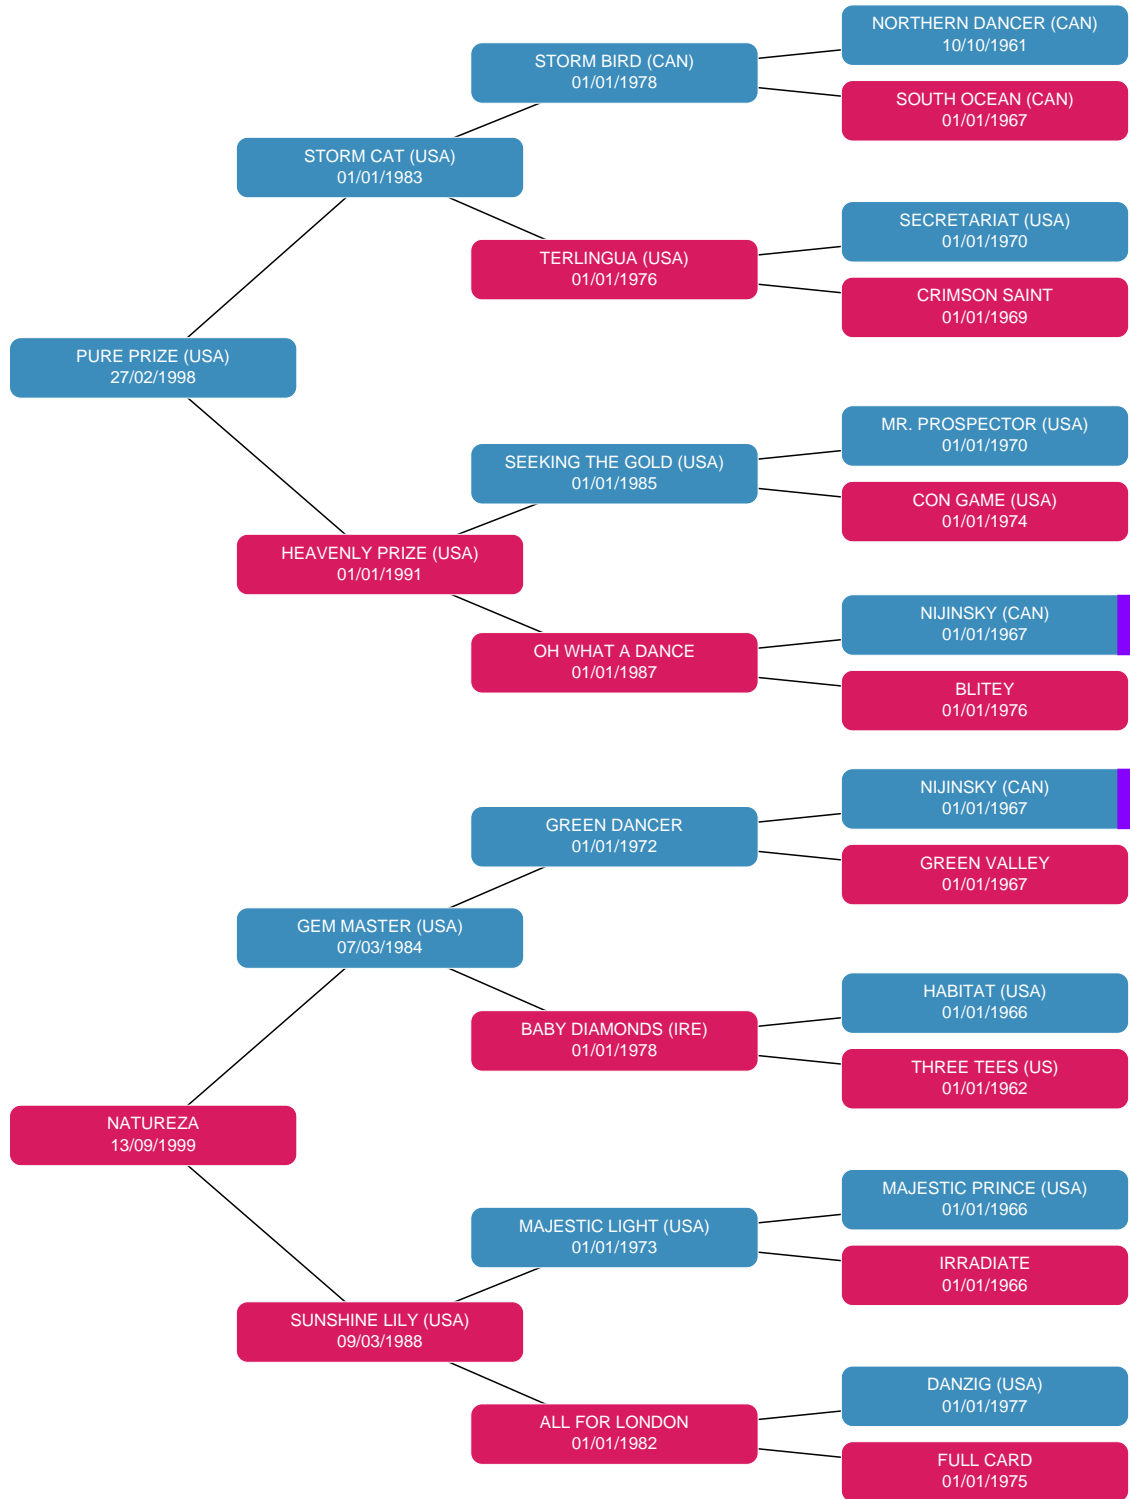 NORTHERN DANCER (CAN)
10/10/1961
STORM BIRD (CAN)
01/01/1978
SOUTH OCEAN (CAN)
01/01/1967
STORM CAT (USA)
01/01/1983
SECRETARIAT (USA)
01/01/1970
TERLINGUA (USA)
01/01/1976
CRIMSON SAINT
01/01/1969
PURE PRIZE (USA)
27/02/1998
MR. PROSPECTOR (USA)
01/01/1970
SEEKING THE GOLD (USA)
01/01/1985
CON GAME (USA)
01/01/1974
HEAVENLY PRIZE (USA)
01/01/1991
NIJINSKY (CAN)
01/01/1967
OH WHAT A DANCE
01/01/1987
BLITEY
01/01/1976
NIJINSKY (CAN)
01/01/1967
GREEN DANCER
01/01/1972
GREEN VALLEY
01/01/1967
GEM MASTER (USA)
07/03/1984
HABITAT (USA)
01/01/1966
BABY DIAMONDS (IRE)
01/01/1978
THREE TEES (US)
01/01/1962
NATUREZA
13/09/1999
MAJESTIC PRINCE (USA)
01/01/1966
MAJESTIC LIGHT (USA)
01/01/1973
IRRADIATE
01/01/1966
SUNSHINE LILY (USA)
09/03/1988
DANZIG (USA)
01/01/1977
ALL FOR LONDON
01/01/1982
FULL CARD
01/01/1975